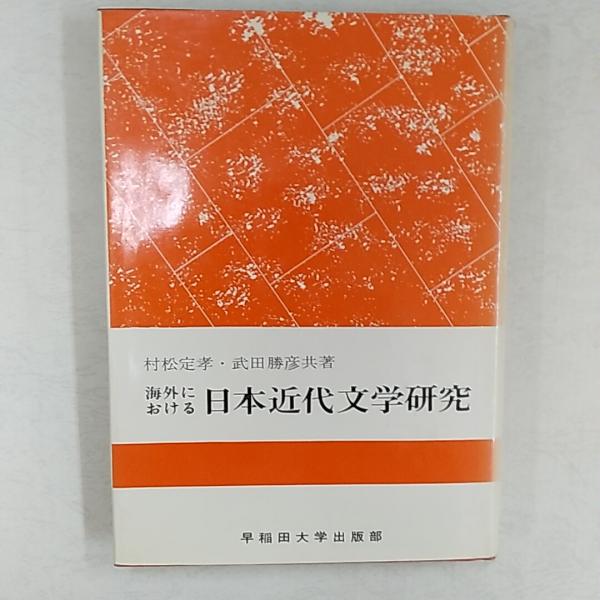 村松定孝・武田勝彦共著
海外に
おける
日本近代文学研究
早稲田大学出版部